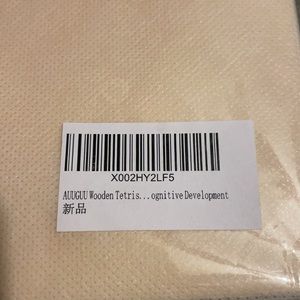 X002HY2LF5
AUUGUU Wooden Tetris...ognitive Development
新品